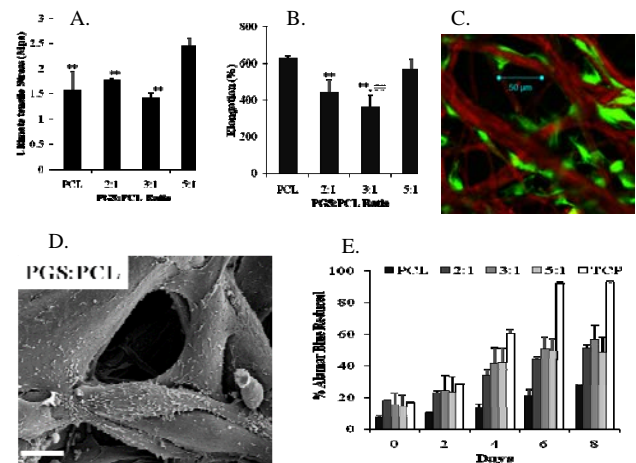 A.
Ultimate tensile Stress (Mpa)
3
2.5
2
1.5
1
0.5
0
**
**
**
PCL 2:1 3:1 5:1
PGS:PCL Ratio
B.
Elongation (%)
800
600
400
200
0
**
**
PCL 2:1 3:1 5:1
PGS:PCL Ratio
C.
50 µm
D.
PGS:PCL
E.
% Alamar Blue Reduced
PCL 2:1 3:1 5:1 TCP
100
80
60
40
20
0
0 2 4 6 8
Days